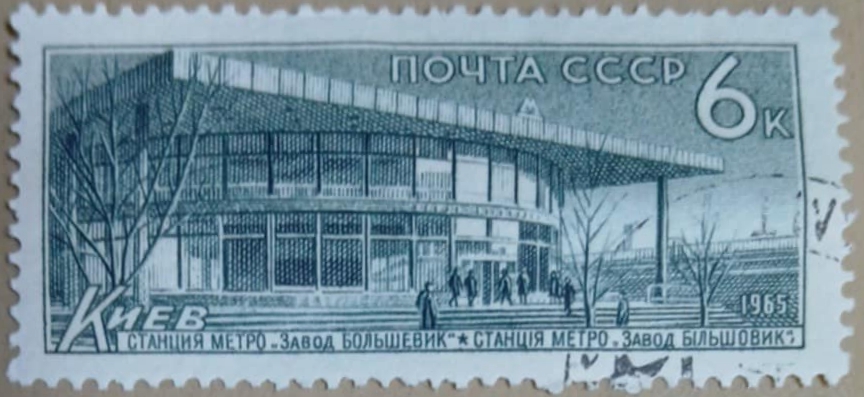 ПОЧТА СССР
6к
М
1965
Киев
СТАНЦИЯ МЕТРО „ЗАВОД БОЛЬШЕВИК“ ★ СТАНЦІЯ МЕТРО „ЗАВОД БІЛЬШОВИК“